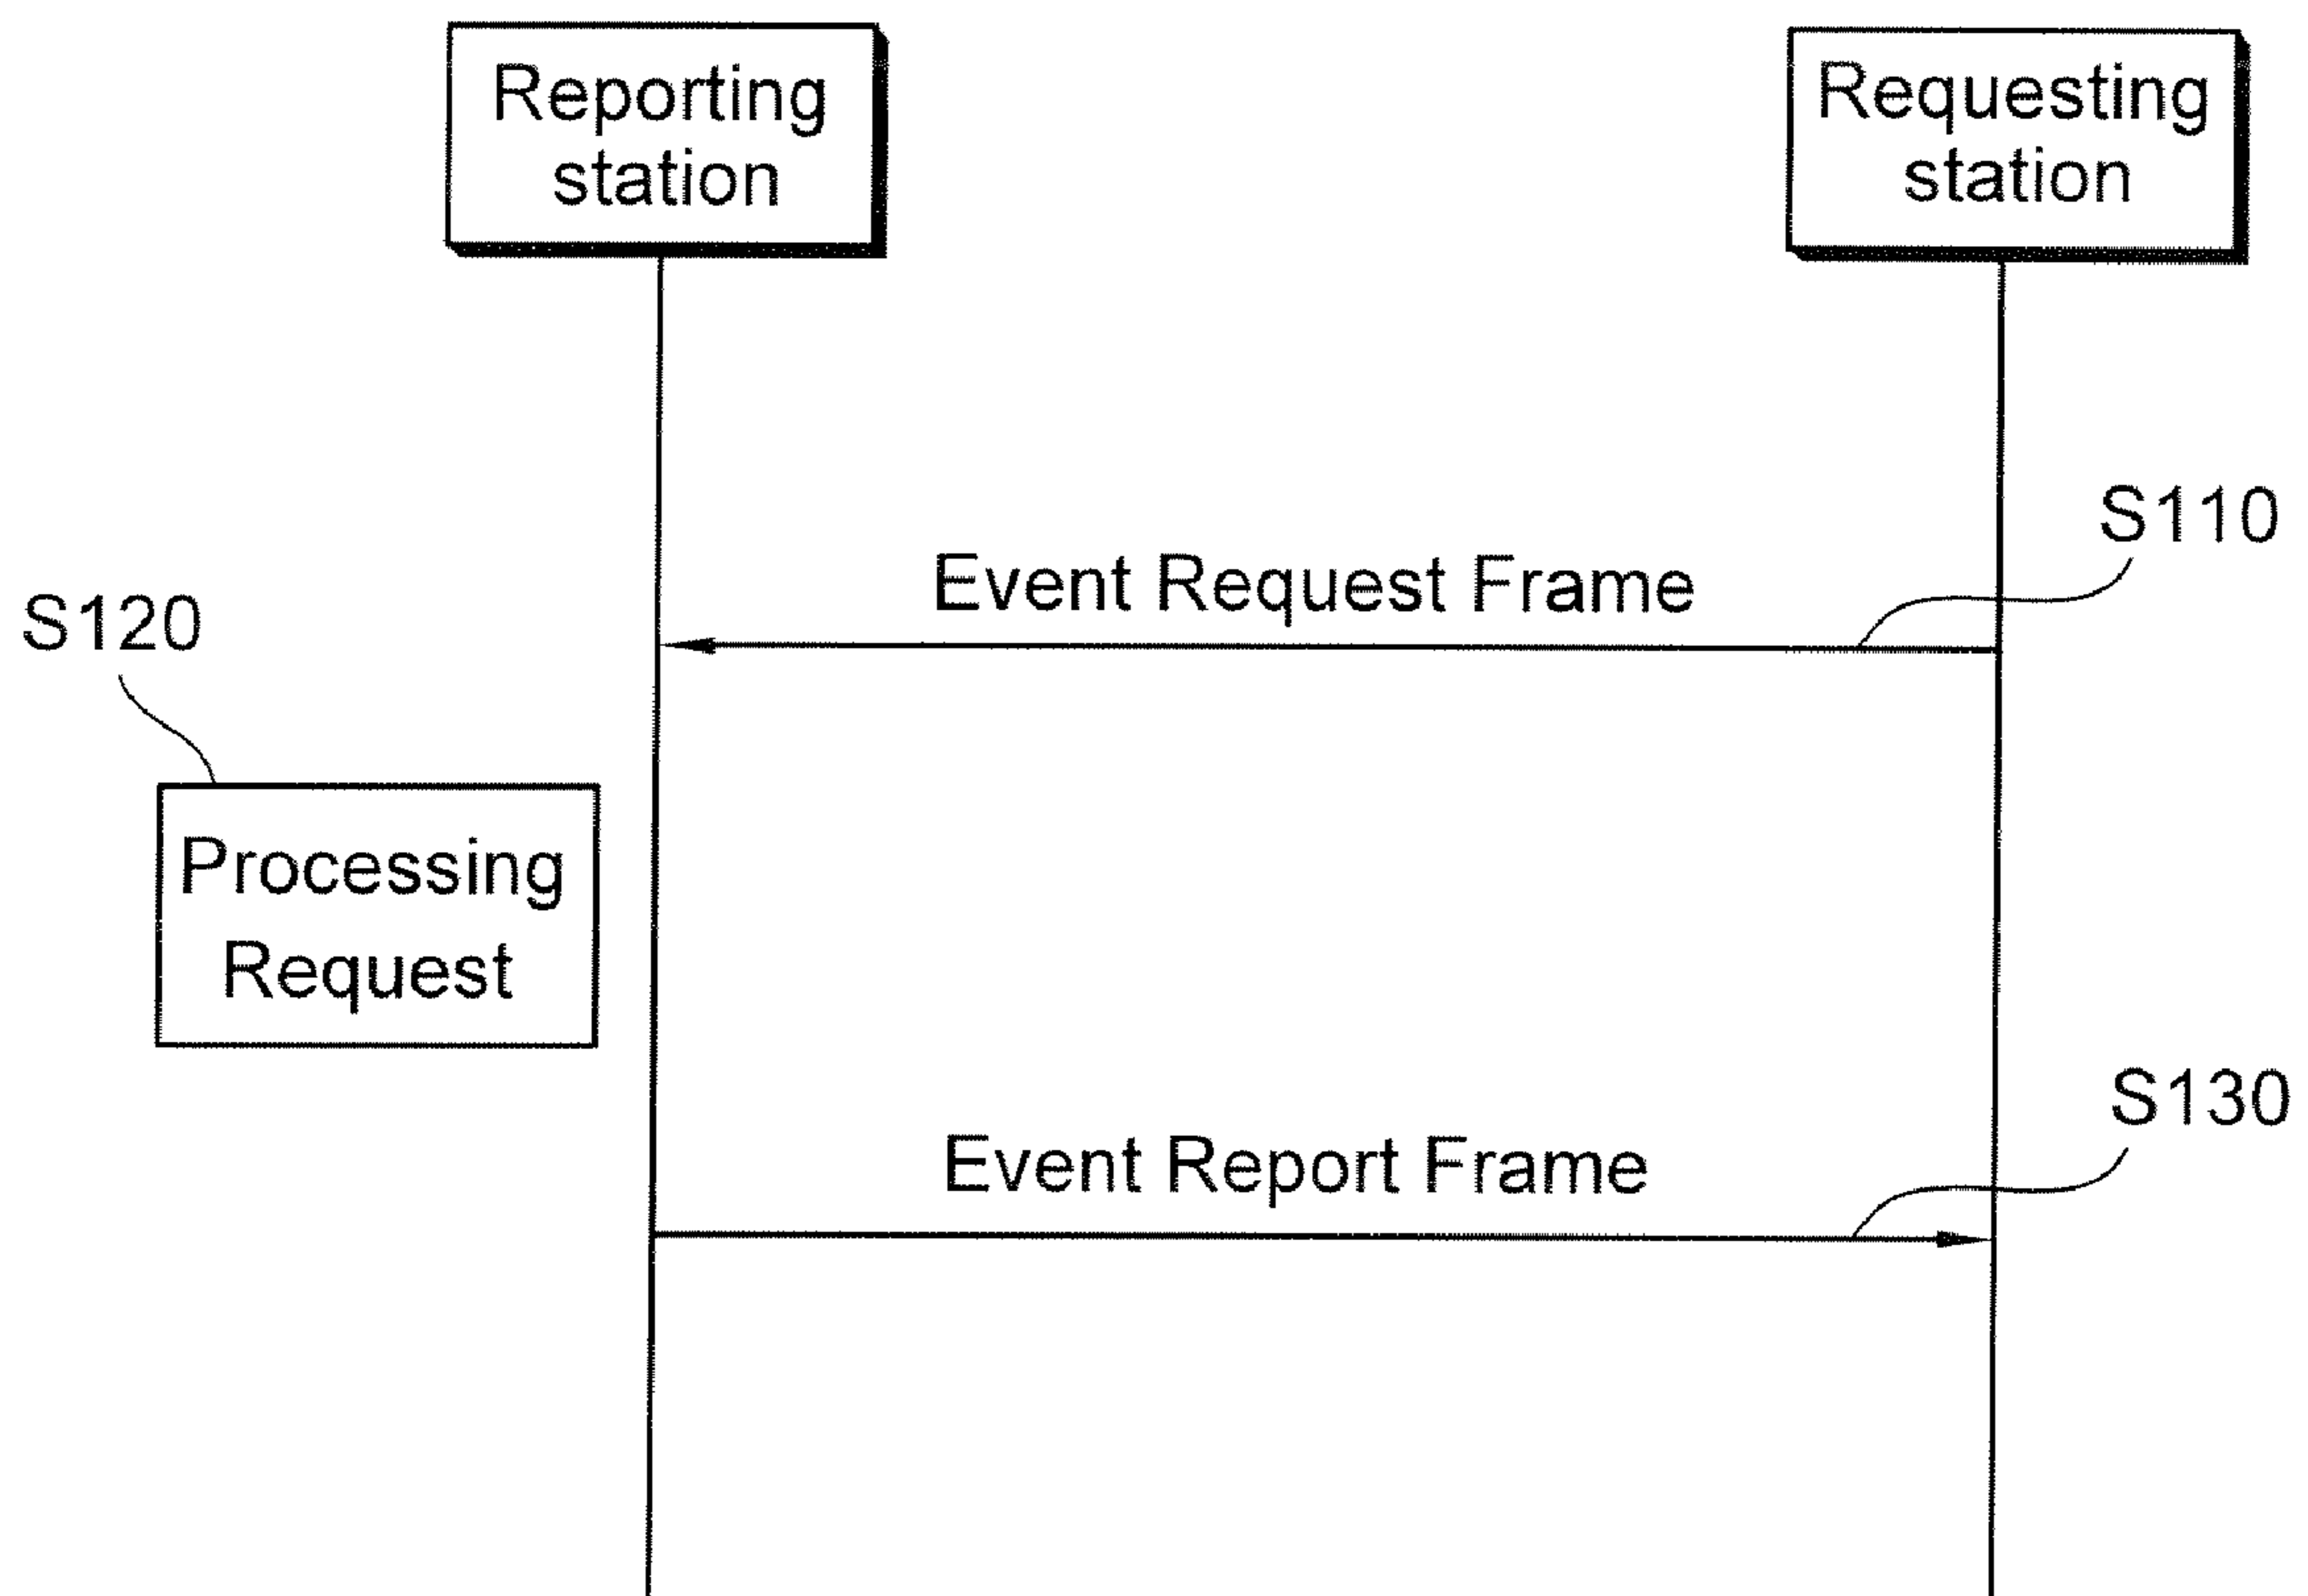 Reporting
station
Requesting
station
S110
Event Request Frame
S120
Processing
Request
S130
Event Report Frame